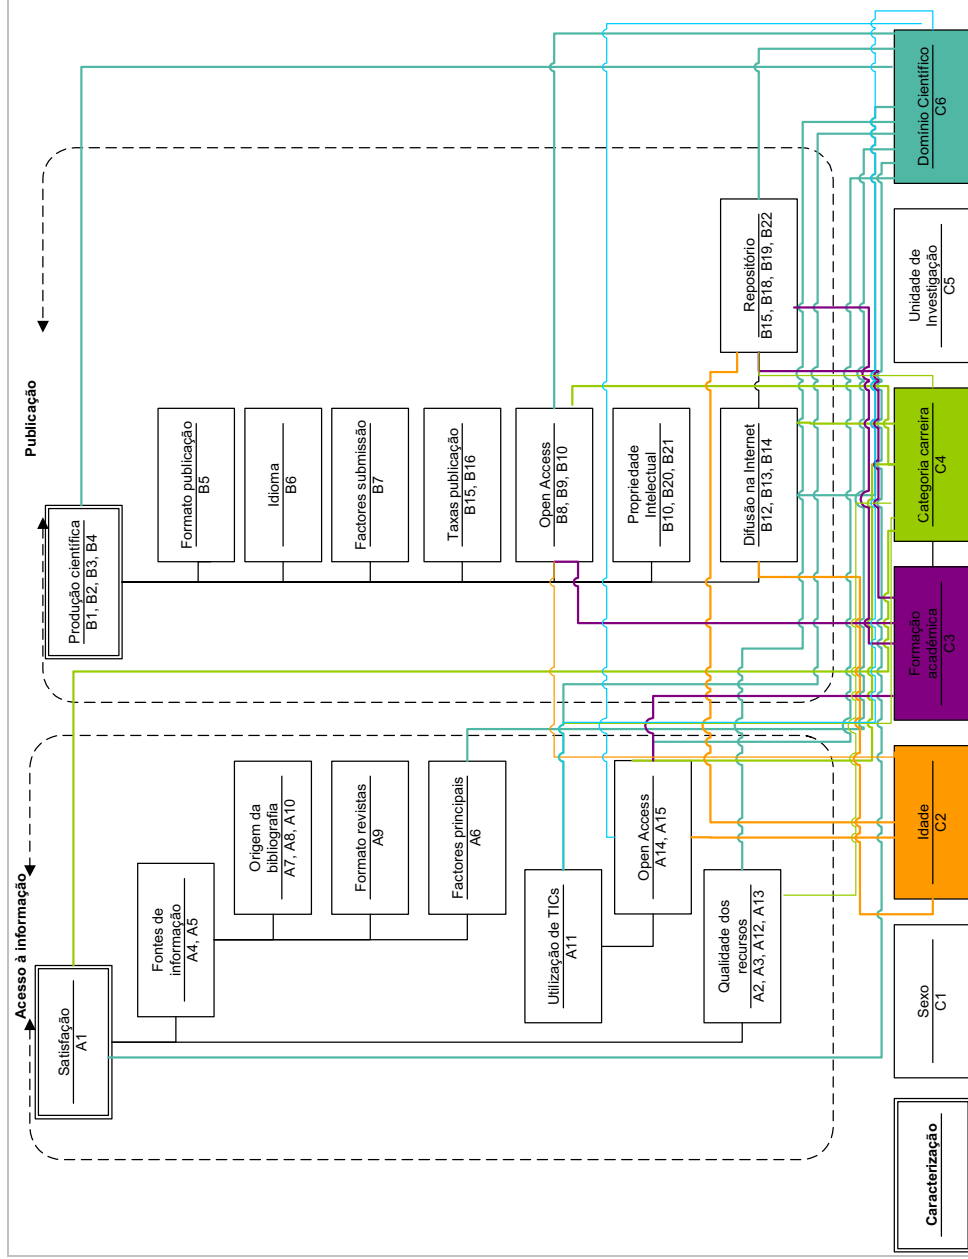 Acesso à informação
Satisfação
A1
Fontes de
informação
A4, A5
Origem da
bibliografia
A7, A8, A10
Formato revistas
A9
Factores principais
A6
Utilização de TICs
A11
Open Access
A14, A15
Qualidade dos
recursos
A2, A3, A12, A13
Publicação
Produção científica
B1, B2, B3, B4
Formato publicação
B5
Idioma
B6
Factores submissão
B7
Taxas publicação
B15, B16
Open Access
B8, B9, B10
Propriedade
Intelectual
B10, B20, B21
Difusão na Internet
B12, B13, B14
Repositório
B15, B18, B19, B22
Caracterização
Sexo
C1
Idade
C2
Formação
académica
C3
Categoria carreira
C4
Unidade de
Investigação
C5
Domínio Científico
C6